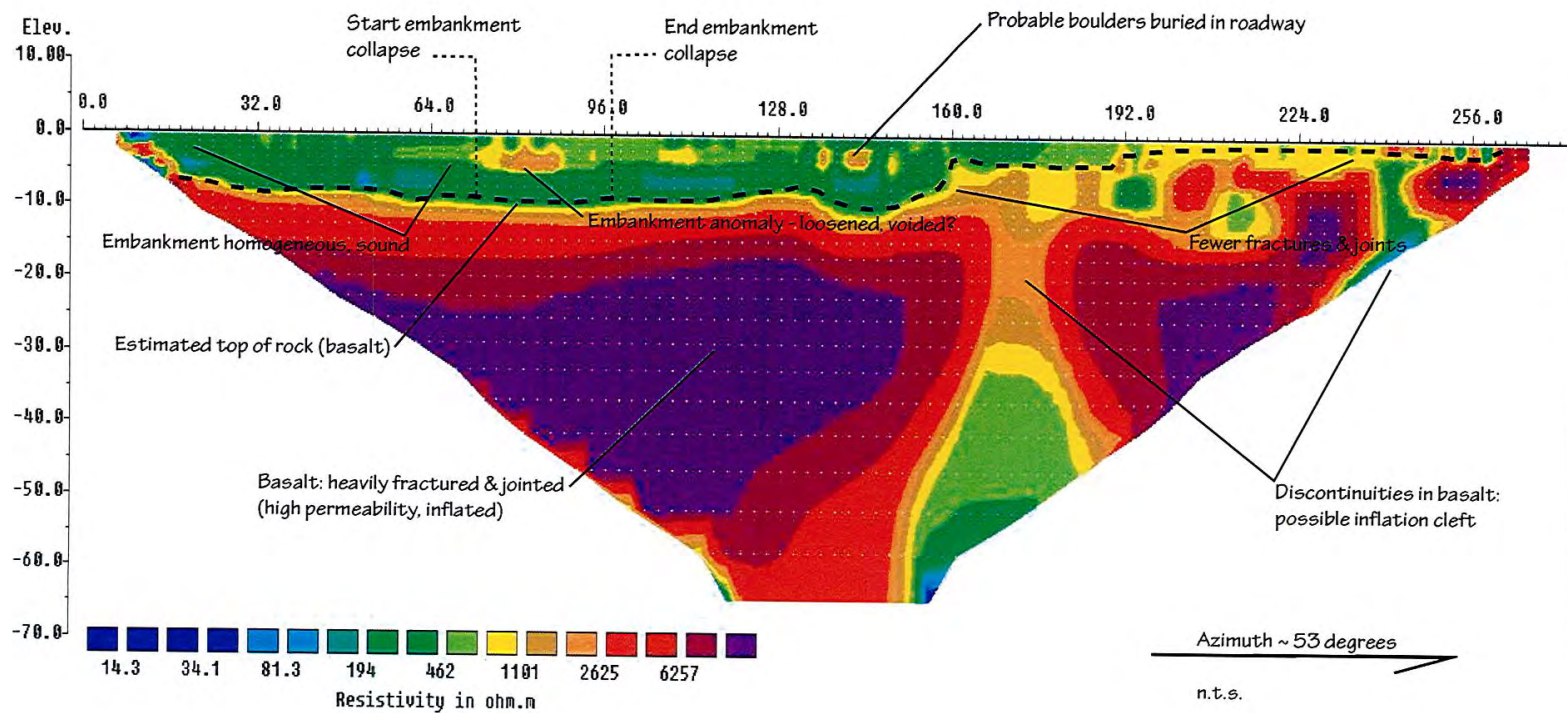 Elev.
10.00
0.0
-10.0
-20.0
-30.0
-40.0
-50.0
-60.0
-70.0
Start embankment
collapse
End embankment
collapse
Probable boulders buried in roadway
0.0 32.0 64.0 96.0 128.0 160.0 192.0 224.0 256.0
Embankment homogeneous, sound
Embankment anomaly - loosened, voided?
Fewer fractures & joints
Estimated top of rock (basalt)
Basalt: heavily fractured & jointed
(high permeability, inflated)
Discontinuities in basalt:
possible inflation cleft
14.3 34.1 81.3 194 462 1101 2625 6257
Resistivity in ohm.m
Azimuth ~ 53 degrees
n.t.s.